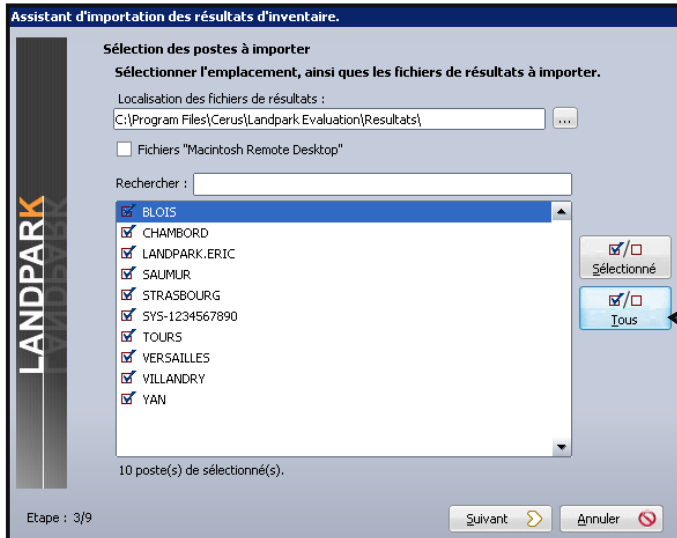 Assistant d'importation des résultats d'inventaire.
Sélection des postes à importer
Sélectionner l'emplacement, ainsi ques les fichiers de résultats à importer.
Localisation des fichiers de résultats :
C:\Program Files\Cerus\Landpark Evaluation\Resultats\
...
Fichiers "Macintosh Remote Desktop"
Rechercher :
BLOIS
CHAMBORD
LANDPARK.ERIC
SAUMUR
STRASBOURG
SYS-1234567890
TOURS
VERSAILLES
VILLANDRY
YAN
Sélectionné
Tous
LANDPARK
10 poste(s) de sélectionné(s).
Etape : 3/9
Suivant
Annuler